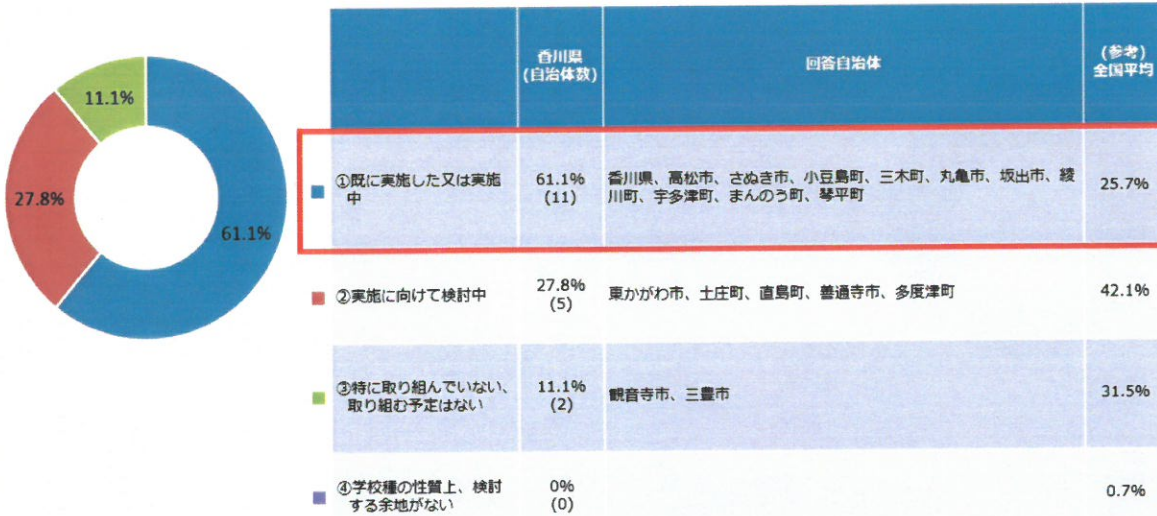 11.1%
27.8%
61.1%
香川県
(自治体数)
回答自治体
(参考)
全国平均
①既に実施した又は実施
中
61.1%
(11)
香川県、高松市、さぬき市、小豆島町、三木町、丸亀市、坂出市、綾
川町、宇多津町、まんのう町、琴平町
25.7%
②実施に向けて検討中
27.8%
(5)
東かがわ市、土庄町、直島町、善通寺市、多度津町
42.1%
③特に取り組んでいない、
取り組む予定はない
11.1%
(2)
観音寺市、三豊市
31.5%
④学校種の性質上、検討
する余地がない
0%
(0)
0.7%